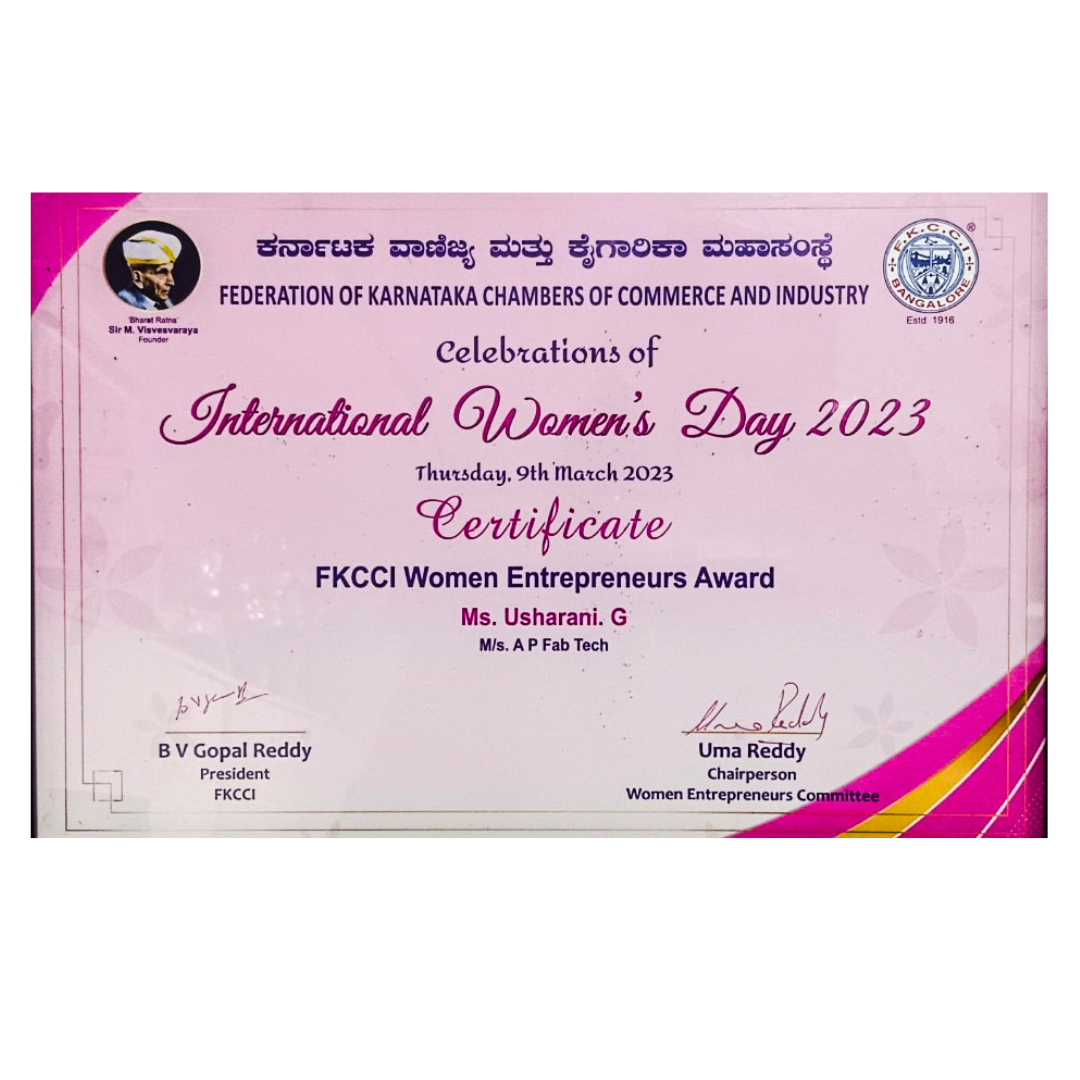 ಕರ್ನಾಟಕ ವಾಣಿಜ್ಯ ಮತ್ತು ಕೈಗಾರಿಕಾ ಮಹಾಸಂಸ್ಥೆ
FEDERATION OF KARNATAKA CHAMBERS OF COMMERCE AND INDUSTRY
'Bharat Ratna'
Sir M. Visvesvaraya
Founder
F.K.C.C.I
BANGALORE
®
Estd. 1916
Celebrations of
International Women's Day 2023
Thursday, 9th March 2023
Certificate
FKCCI Women Entrepreneurs Award
Ms. Usharani. G
M/s. A P Fab Tech
B V Gopal Reddy
President
FKCCI
Uma Reddy
Uma Reddy
Chairperson
Women Entrepreneurs Committee